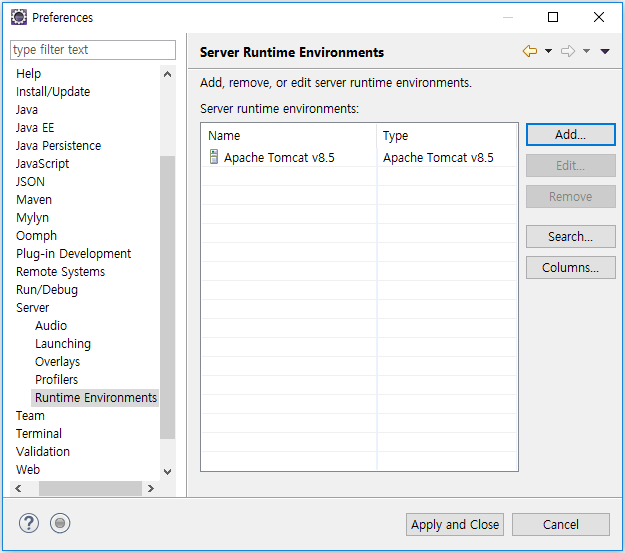 Preferences
type filter text
Help
Install/Update
Java
Java EE
Java Persistence
JavaScript
JSON
Maven
Mylyn
Oomph
Plug-in Development
Remote Systems
Run/Debug
Server
Audio
Launching
Overlays
Profilers
Runtime Environments
Team
Terminal
Validation
Web
Server Runtime Environments
Add, remove, or edit server runtime environments.
Server runtime environments:
Name Type
Apache Tomcat v8.5 Apache Tomcat v8.5
Add...
Edit...
Remove
Search...
Columns...
?
Apply and Close
Cancel